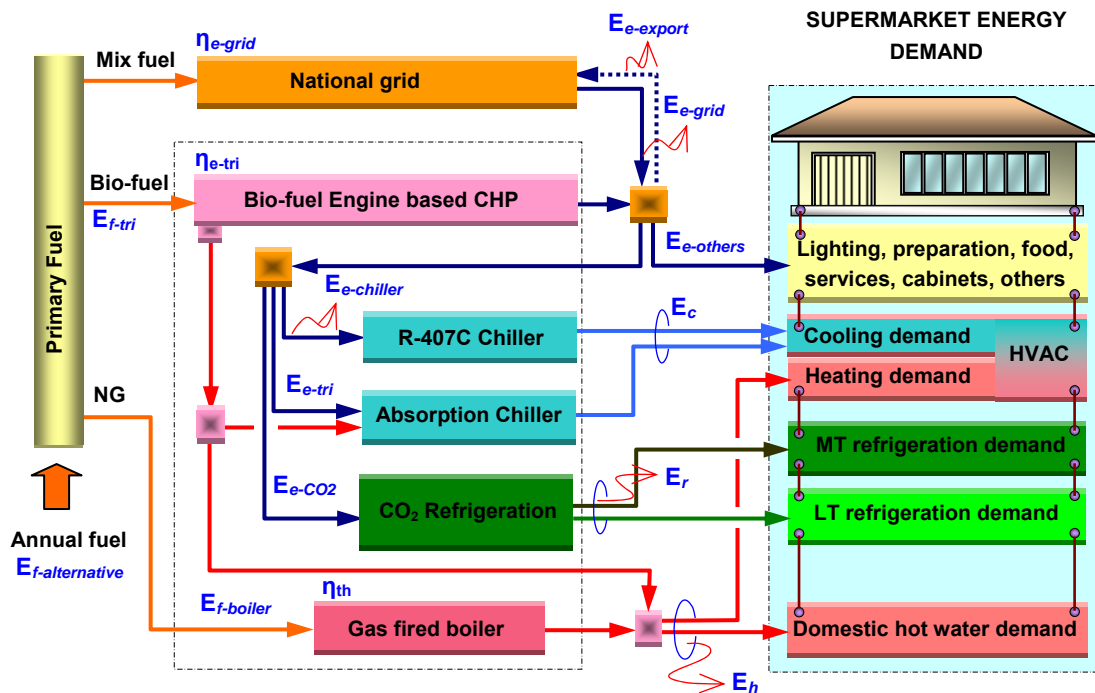 SUPERMARKET ENERGY
DEMAND
ηe-grid
Ee-export
Mix fuel
National grid
Ee-grid
ηe-tri
Bio-fuel
Bio-fuel Engine based CHP
Ef-tri
Ee-others
Lighting, preparation, food,
services, cabinets, others
Primary Fuel
Ee-chiller
Ec
R-407C Chiller
Cooling demand
HVAC
Heating demand
Ee-tri
NG
Absorption Chiller
MT refrigeration demand
Ee-CO2
Er
CO₂ Refrigeration
LT refrigeration demand
Annual fuel
Ef-alternative
ηth
Ef-boiler
Gas fired boiler
Domestic hot water demand
Eh